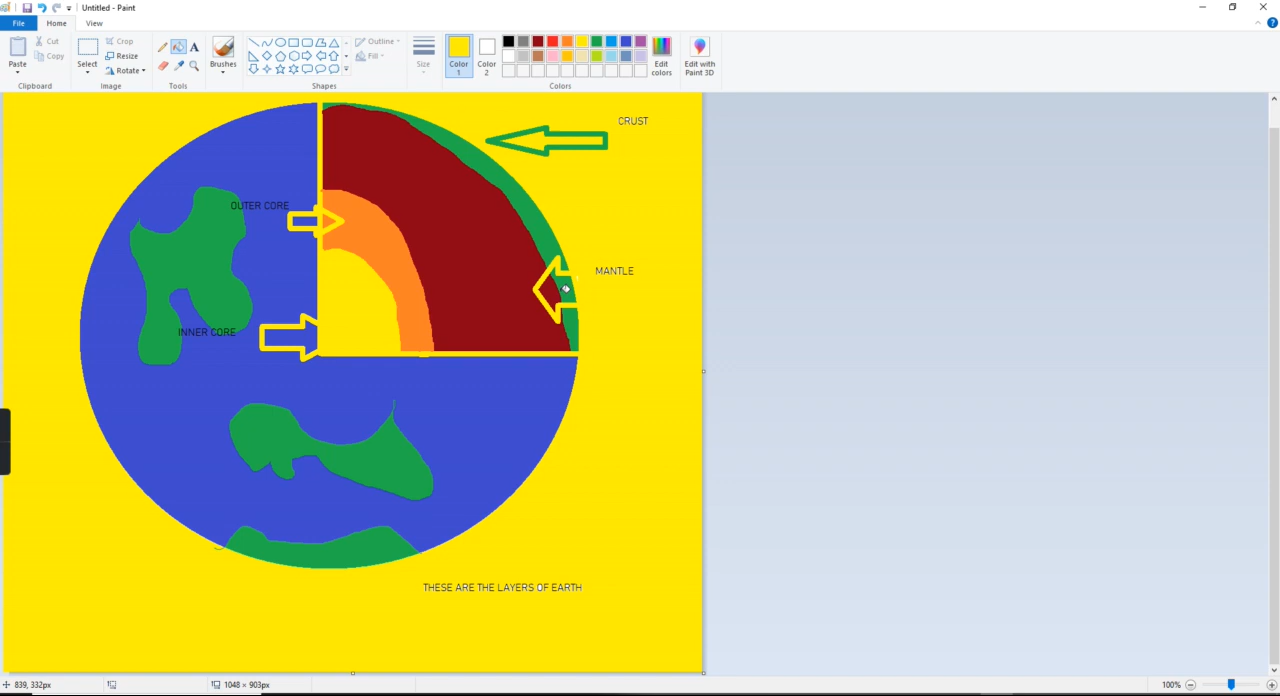 Untitled - Paint
File Home View
Paste
Cut
Copy
Clipboard
Select
Crop
Resize
Rotate
Image
A
Tools
Brushes
Outline
Fill
Shapes
Size
Color 1
Color 2
Edit colors
Colors
Edit with Paint 3D
CRUST
OUTER CORE
MANTLE
INNER CORE
THESE ARE THE LAYERS OF EARTH
839, 332px
1048 × 903px
100%